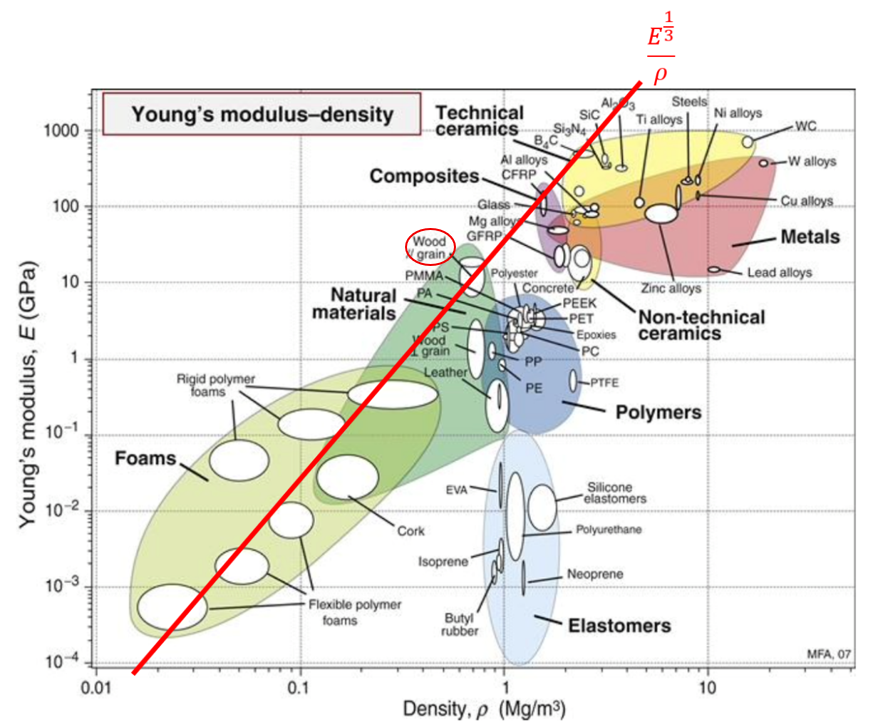 E^{1/3}
ρ
Young's modulus–density
Technical
ceramics
Composites
Al₂O₃
SiC
Si₃N₄
B₄C
Steels
Ni alloys
Ti alloys
WC
W alloys
Al alloys
CFRP
Glass
Mg alloys
GFRP
Cu alloys
Metals
Lead alloys
Zinc alloys
Wood
// grain
PMMA
PA
Natural
materials
Polyester
Concrete
Non-technical
ceramics
PEEK
PET
Epoxies
PC
PS
Wood
⊥ grain
PP
PE
Leather
PTFE
Polymers
Rigid polymer
foams
Foams
Cork
EVA
Silicone
elastomers
Polyurethane
Isoprene
Neoprene
Butyl
rubber
Flexible polymer
foams
Elastomers
MFA, 07
Young's modulus, E (GPa)
1000
100
10
1
10⁻¹
10⁻²
10⁻³
10⁻⁴
0.01
0.1
1
10
Density, ρ (Mg/m³)